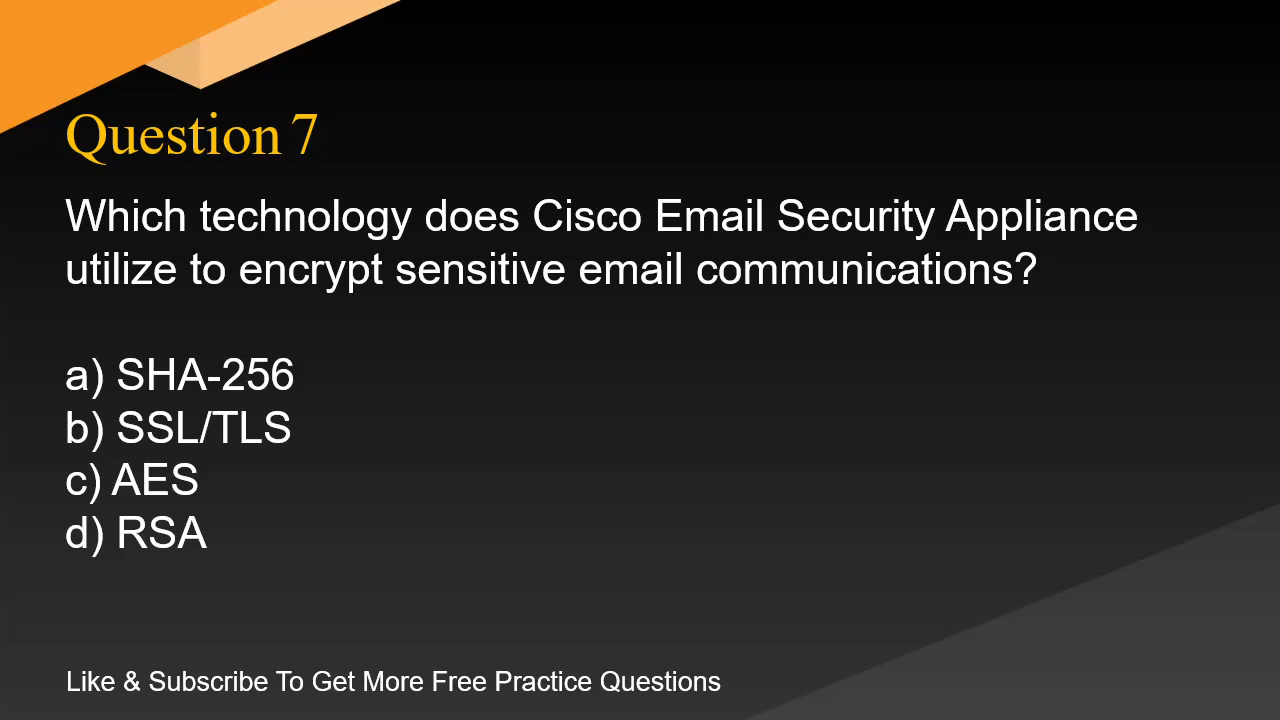 Question 7
Which technology does Cisco Email Security Appliance
utilize to encrypt sensitive email communications?
a) SHA-256
b) SSL/TLS
c) AES
d) RSA
Like & Subscribe To Get More Free Practice Questions